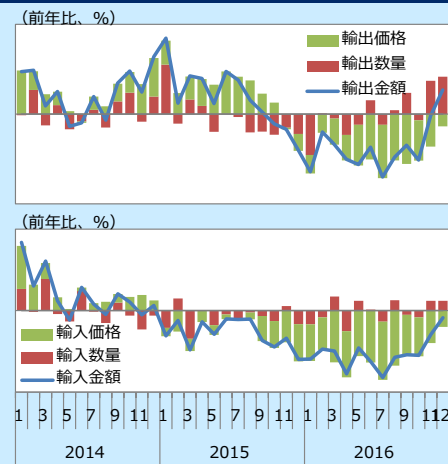 (前年比、%)
輸出価格
輸出数量
輸出金額
(前年比、%)
輸入価格
輸入数量
輸入金額
1 3 5 7 9 11 1 3 5 7 9 11 1 3 5 7 9 11 12
2014 2015 2016